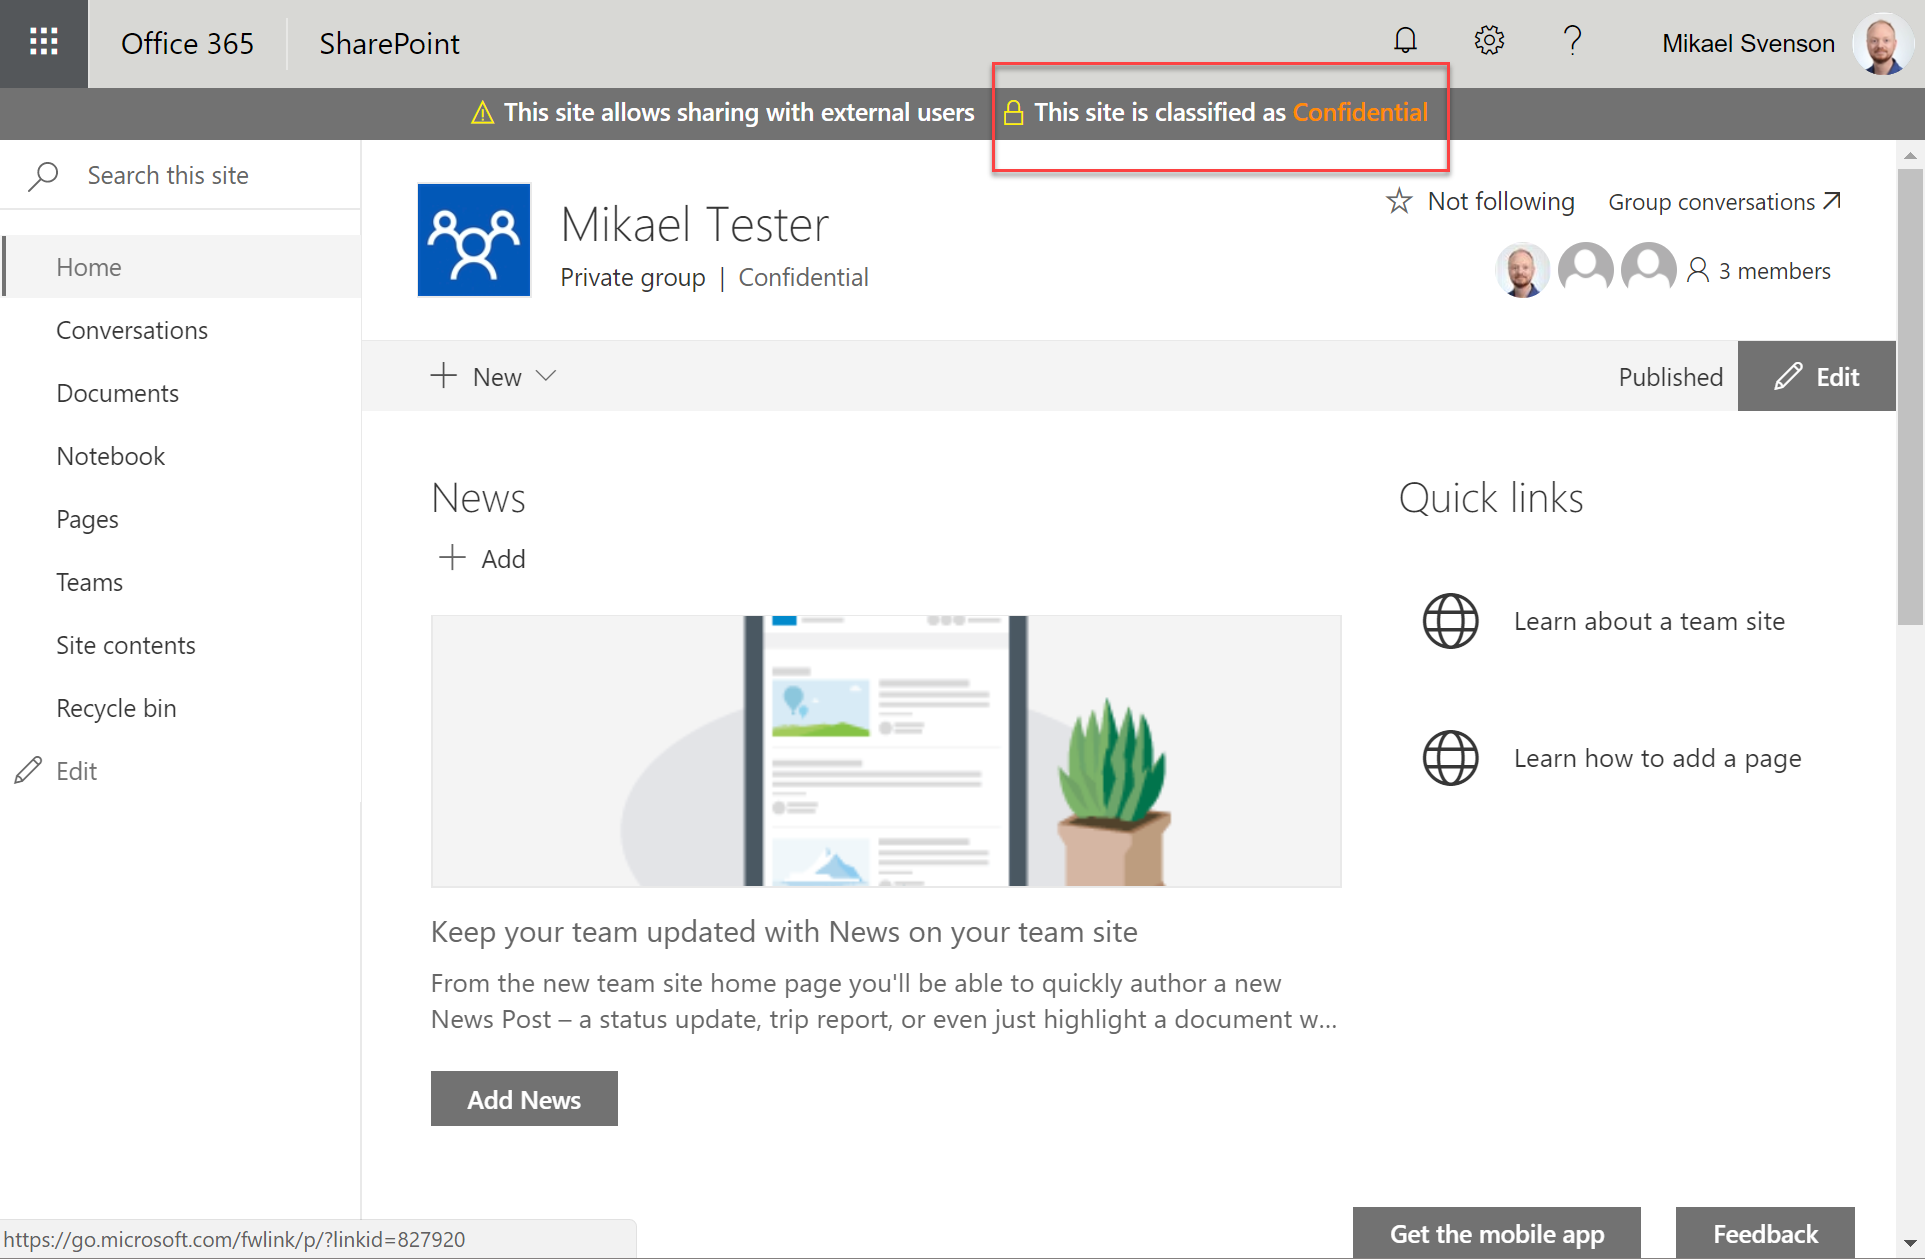 Office 365
SharePoint
Mikael Svenson
This site allows sharing with external users
This site is classified as Confidential
Search this site
Home
Conversations
Documents
Notebook
Pages
Teams
Site contents
Recycle bin
Edit
Mikael Tester
Private group | Confidential
Not following
Group conversations
3 members
New
Published
Edit
News
Add
Keep your team updated with News on your team site
From the new team site home page you'll be able to quickly author a new
News Post – a status update, trip report, or even just highlight a document w...
Add News
Quick links
Learn about a team site
Learn how to add a page
https://go.microsoft.com/fwlink/p/?linkid=827920
Get the mobile app
Feedback